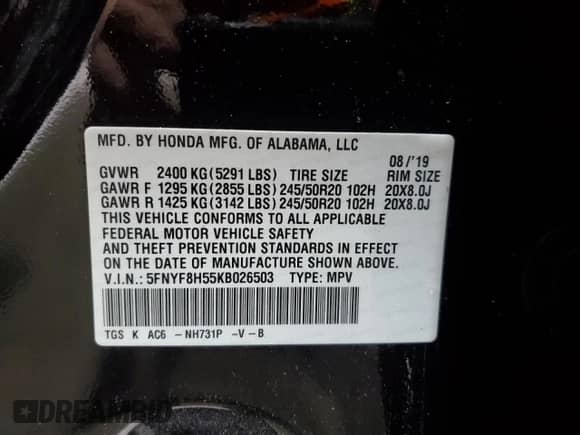 MFD. BY HONDA MFG. OF ALABAMA, LLC
08/'19
GVWR 2400 KG(5291 LBS) TIRE SIZE RIM SIZE
GAWR F 1295 KG(2855 LBS) 245/50R20 102H 20X8.0J
GAWR R 1425 KG(3142 LBS) 245/50R20 102H 20X8.0J
THIS VEHICLE CONFORMS TO ALL APPLICABLE
FEDERAL MOTOR VEHICLE SAFETY
AND THEFT PREVENTION STANDARDS IN EFFECT
ON THE DATE OF MANUFACTURE SHOWN ABOVE.
V.I.N.: 5FNYF8H55KB026503 TYPE: MPV
TGS K AC6 -NH731P -V-B
DREAMBID